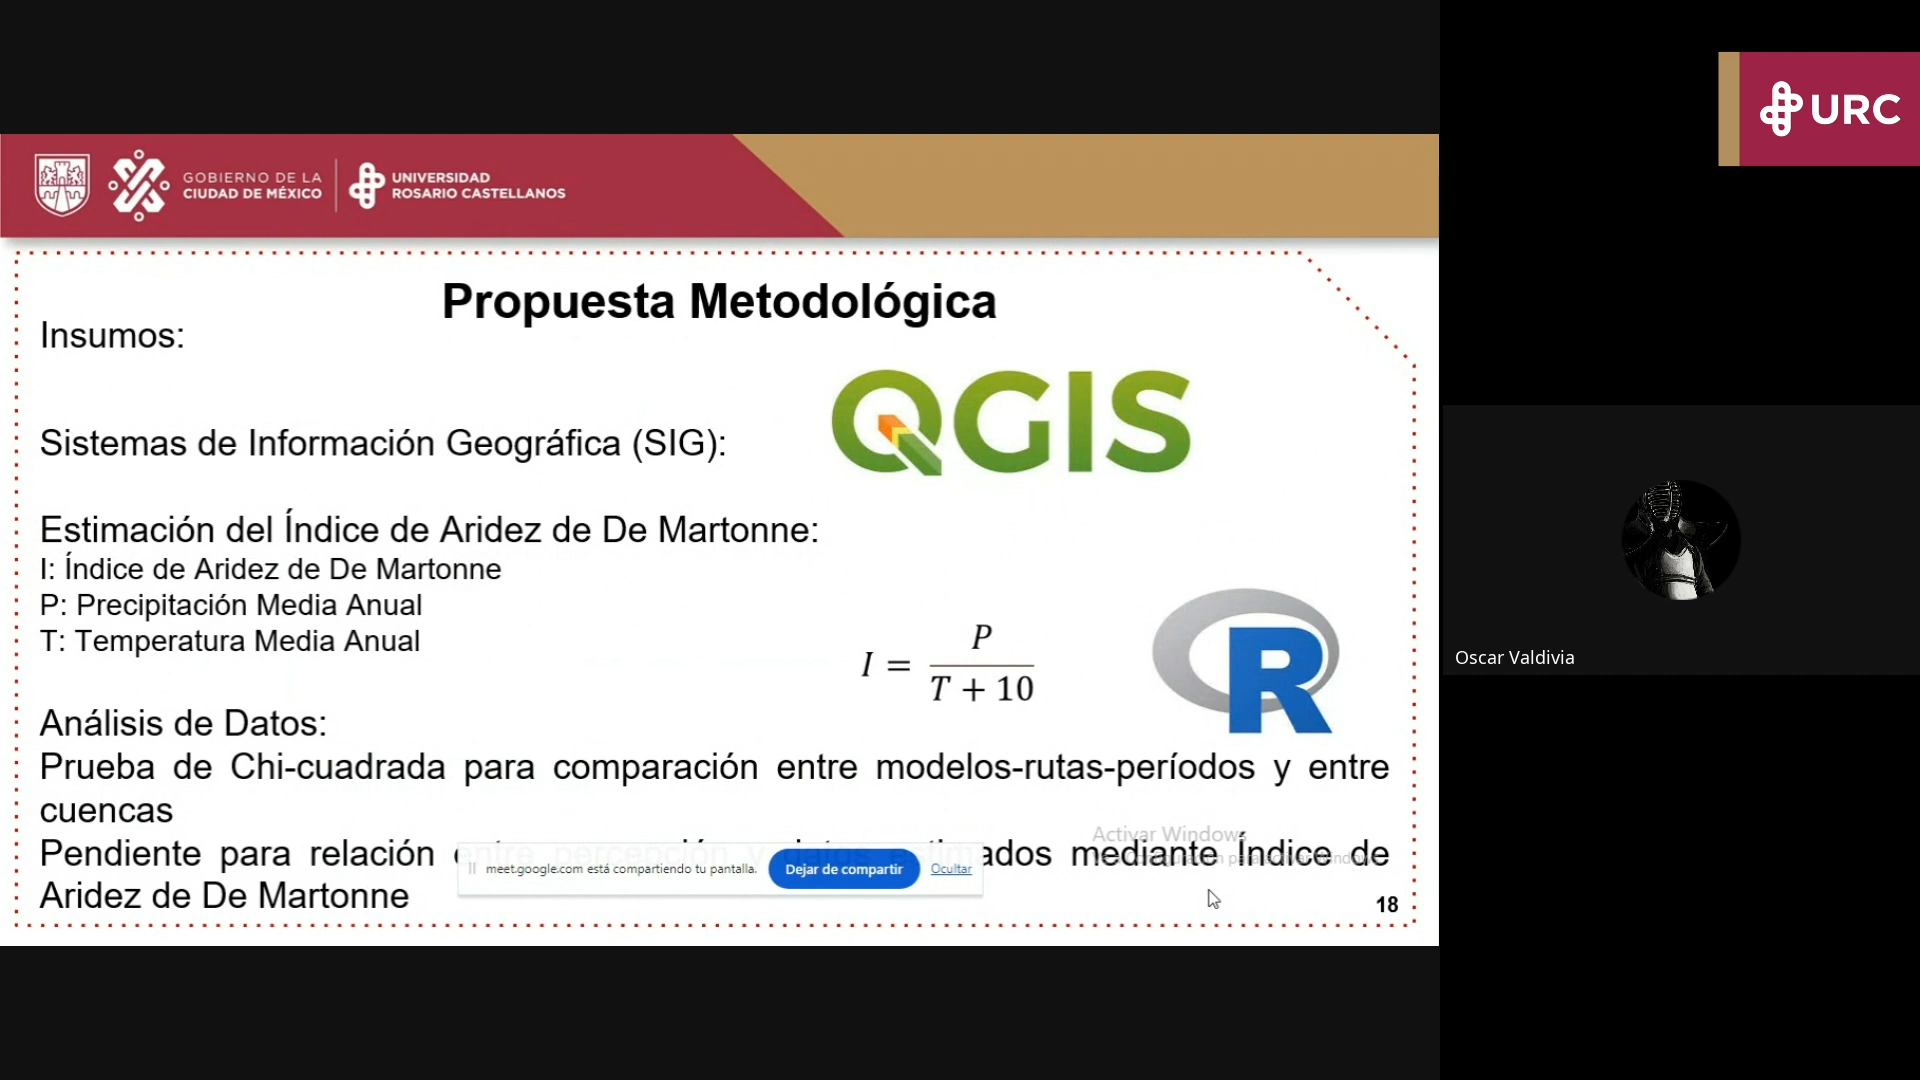 URC
GOBIERNO DE LA
CIUDAD DE MÉXICO
UNIVERSIDAD
ROSARIO CASTELLANOS
Propuesta Metodológica
Insumos:
QGIS
Sistemas de Información Geográfica (SIG):
Estimación del Índice de Aridez de De Martonne:
I: Índice de Aridez de De Martonne
P: Precipitación Media Anual
T: Temperatura Media Anual
I = P / (T + 10)
R
Análisis de Datos:
Prueba de Chi-cuadrada para comparación entre modelos-rutas-períodos y entre
cuencas
Pendiente para relación entre percepción y datos estimados mediante Índice de
Aridez de De Martonne
Activar Windows
meet.google.com está compartiendo tu pantalla.
Dejar de compartir
Ocultar
18
Oscar Valdivia